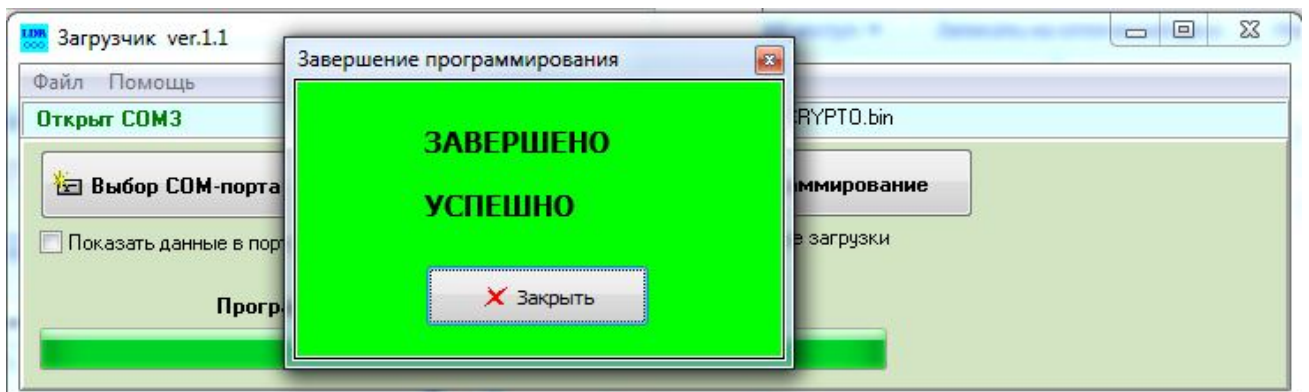 Загрузчик ver.1.1
Завершение программирования
Файл Помощь
Открыт COM3
RYPTO.bin
ЗАВЕРШЕНО
УСПЕШНО
Выбор COM-порта
ммирование
Показать данные в пор
е загрузки
Закрыть
Прогр